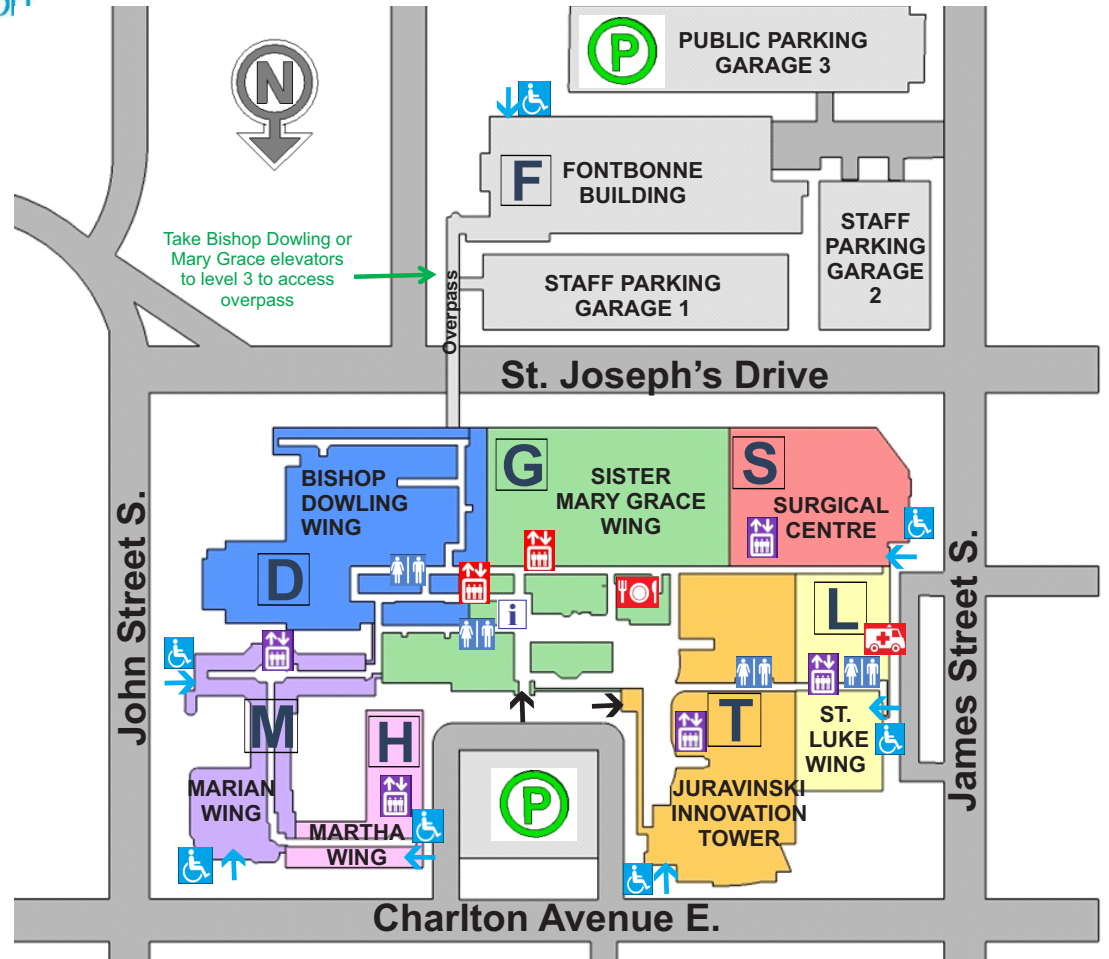 N
P
PUBLIC PARKING
GARAGE 3
F
FONTBONNE
BUILDING
STAFF
PARKING
GARAGE
2
Take Bishop Dowling or
Mary Grace elevators
to level 3 to access
overpass
Overpass
STAFF PARKING
GARAGE 1
St. Joseph's Drive
BISHOP
DOWLING
WING
D
G
SISTER
MARY GRACE
WING
S
SURGICAL
CENTRE
i
L
ST.
LUKE
WING
John Street S.
James Street S.
M
MARIAN
WING
H
MARTHA
WING
P
T
JURAVINSKI
INNOVATION
TOWER
Charlton Avenue E.